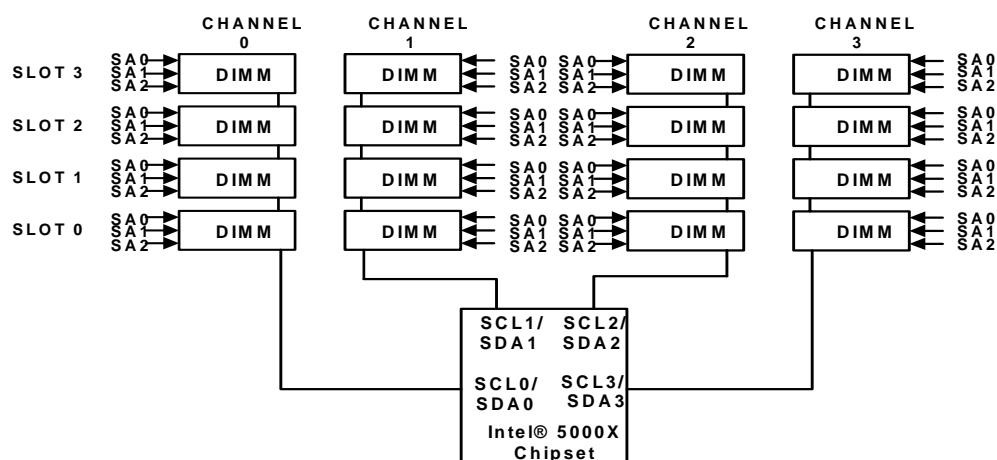 CHANNEL 0
CHANNEL 1
CHANNEL 2
CHANNEL 3
SLOT 3
SA0
SA1
SA2
DIMM
DIMM
SA0 SA0
SA1 SA1
SA2 SA2
DIMM
DIMM
SA0
SA1
SA2
SLOT 2
SA0
SA1
SA2
DIMM
DIMM
SA0 SA0
SA1 SA1
SA2 SA2
DIMM
DIMM
SA0
SA1
SA2
SLOT 1
SA0
SA1
SA2
DIMM
DIMM
SA0 SA0
SA1 SA1
SA2 SA2
DIMM
DIMM
SA0
SA1
SA2
SLOT 0
SA0
SA1
SA2
DIMM
DIMM
SA0 SA0
SA1 SA1
SA2 SA2
DIMM
DIMM
SA0
SA1
SA2
SCL1/
SDA1
SCL2/
SDA2
SCL0/
SDA0
SCL3/
SDA3
Intel® 5000X
Chipset